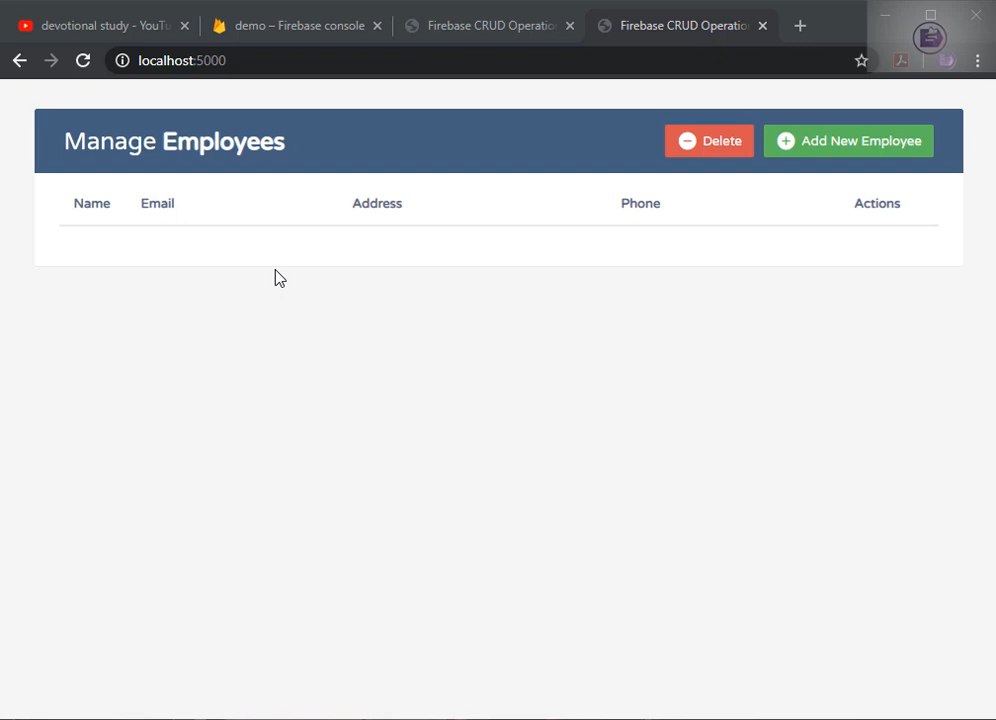 devotional study - YouTu
demo – Firebase console
Firebase CRUD Operatio
Firebase CRUD Operatio
localhost:5000
Manage Employees
Delete
Add New Employee
Name Email Address Phone Actions